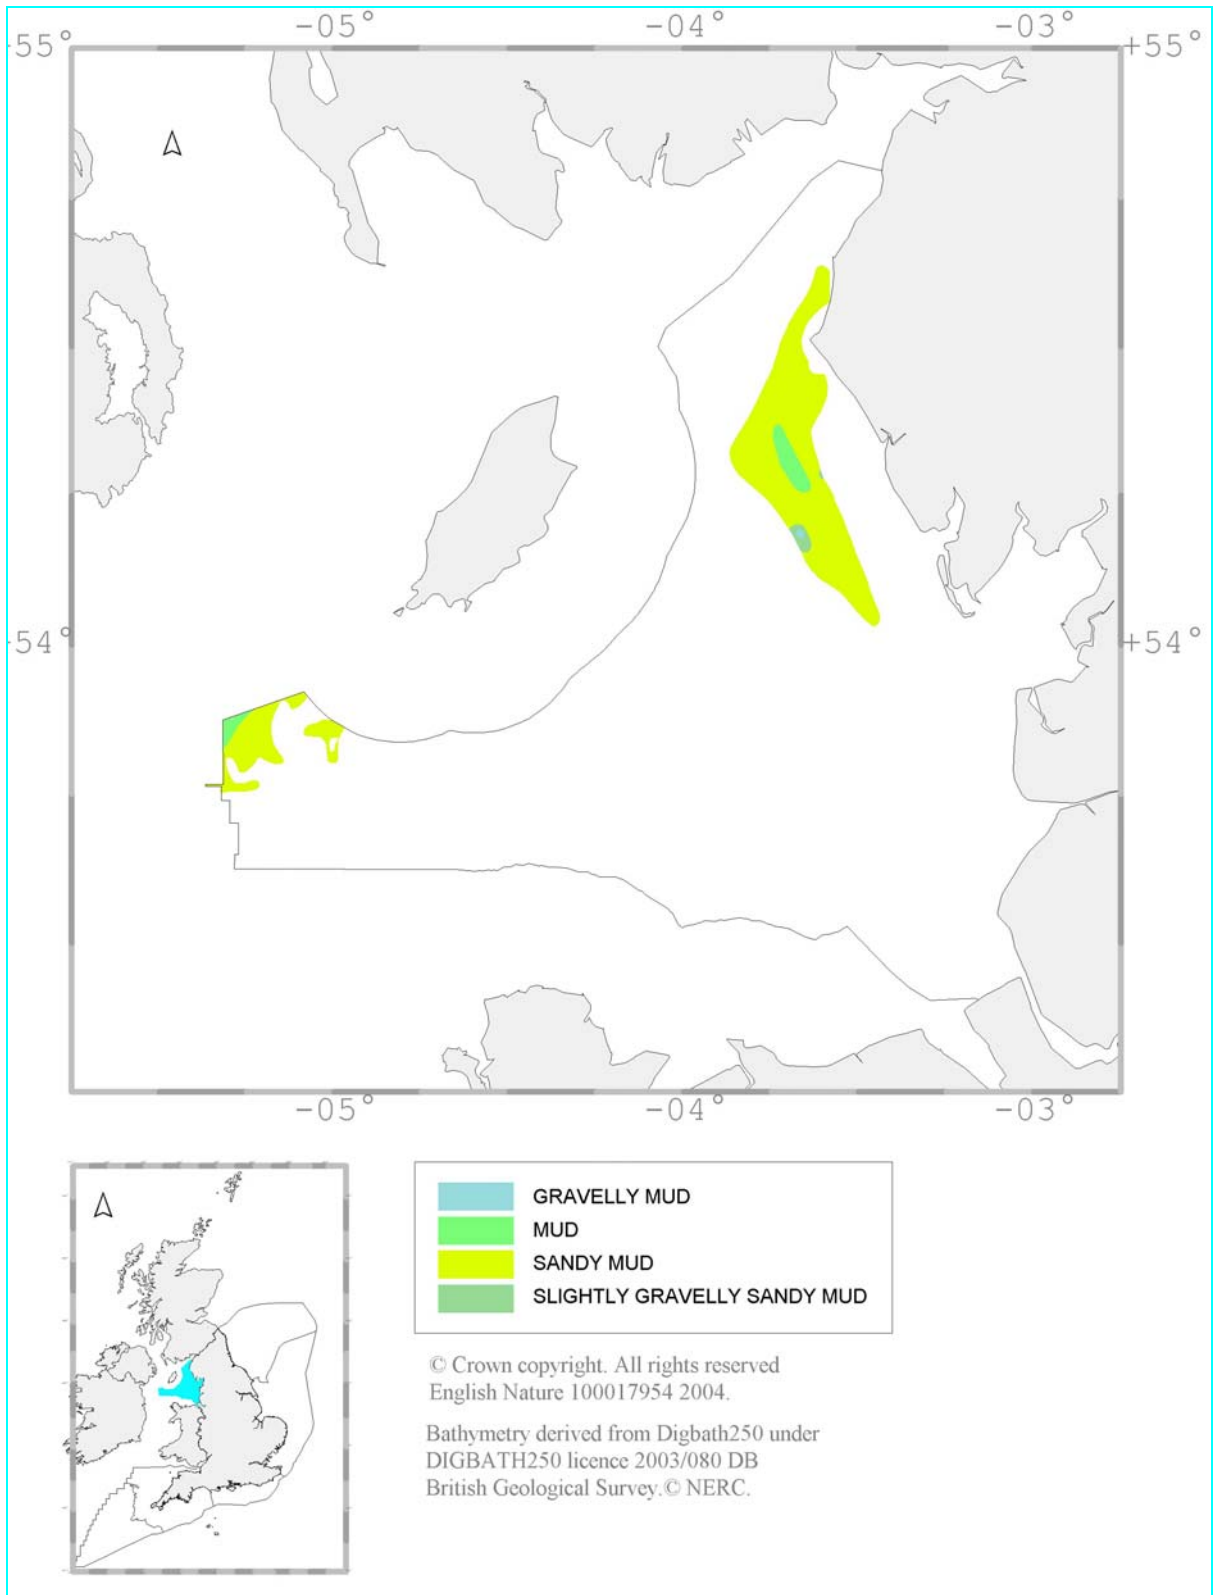 -05° -04° -03°
55° +55°
54° +54°
-05° -04° -03°
GRAVELLY MUD
MUD
SANDY MUD
SLIGHTLY GRAVELLY SANDY MUD
© Crown copyright. All rights reserved
English Nature 100017954 2004.
Bathymetry derived from Digbath250 under
DIGBATH250 licence 2003/080 DB
British Geological Survey.© NERC.